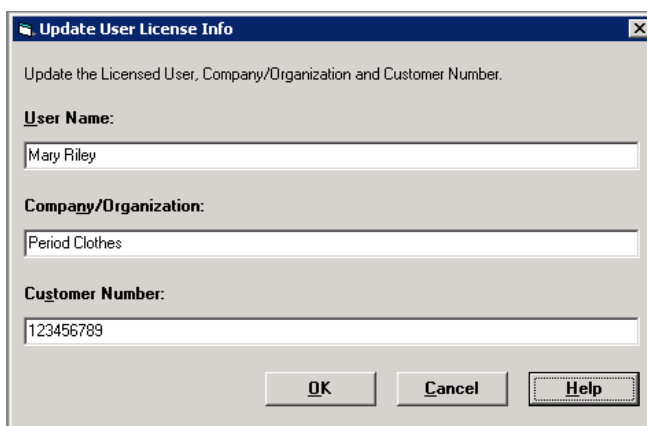 Update User License Info
Update the Licensed User, Company/Organization and Customer Number.
User Name:
Mary Riley
Company/Organization:
Period Clothes
Customer Number:
123456789
OK Cancel Help